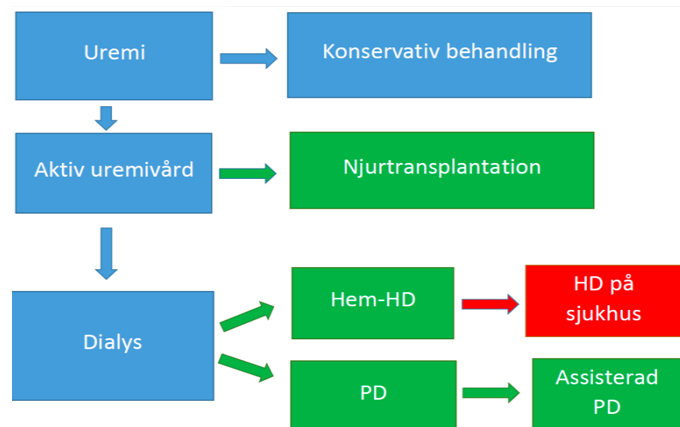 Uremi
Konservativ behandling
Aktiv uremivård
Njurtransplantation
Dialys
Hem-HD
HD på
sjukhus
PD
Assisterad
PD